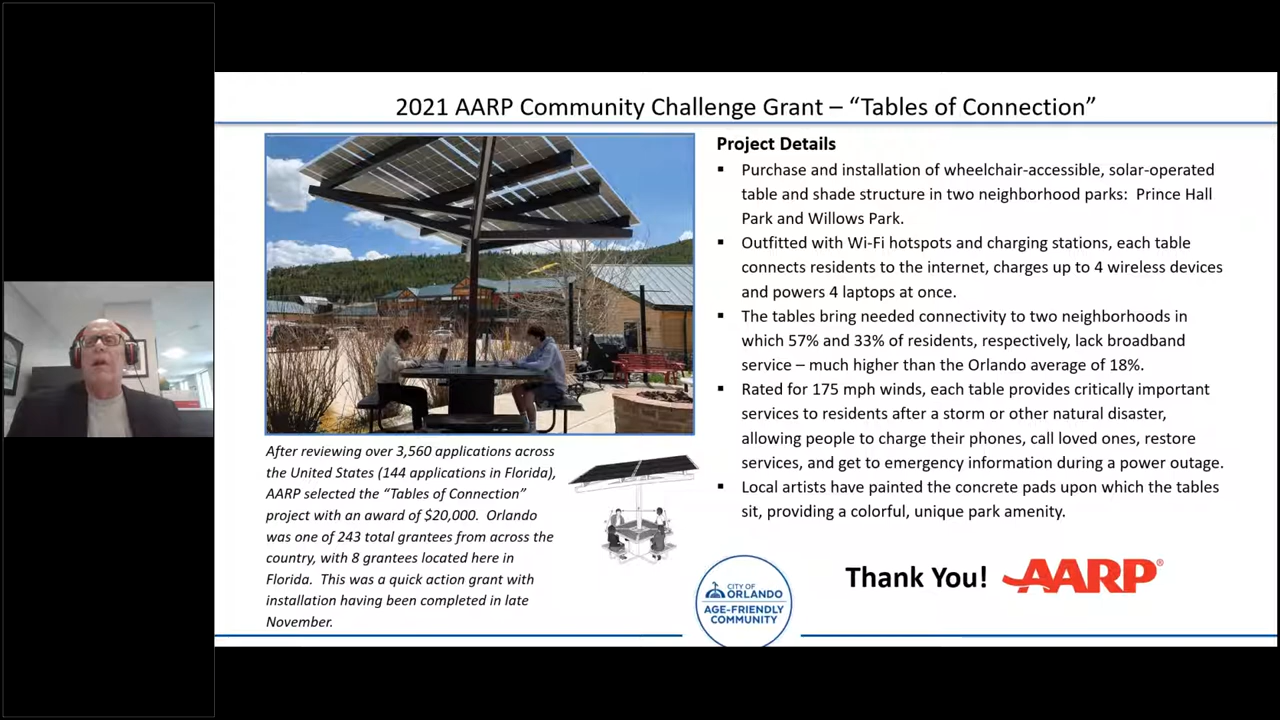 2021 AARP Community Challenge Grant – “Tables of Connection”
After reviewing over 3,560 applications across
the United States (144 applications in Florida),
AARP selected the “Tables of Connection”
project with an award of $20,000.  Orlando
was one of 243 total grantees from across the
country, with 8 grantees located here in
Florida.  This was a quick action grant with
installation having been completed in late
November.
Project Details
▪ Purchase and installation of wheelchair-accessible, solar-operated
table and shade structure in two neighborhood parks:  Prince Hall
Park and Willows Park.
▪ Outfitted with Wi-Fi hotspots and charging stations, each table
connects residents to the internet, charges up to 4 wireless devices
and powers 4 laptops at once.
▪ The tables bring needed connectivity to two neighborhoods in
which 57% and 33% of residents, respectively, lack broadband
service – much higher than the Orlando average of 18%.
▪ Rated for 175 mph winds, each table provides critically important
services to residents after a storm or other natural disaster,
allowing people to charge their phones, call loved ones, restore
services, and get to emergency information during a power outage.
▪ Local artists have painted the concrete pads upon which the tables
sit, providing a colorful, unique park amenity.
CITY OF
ORLANDO
AGE-FRIENDLY
COMMUNITY
Thank You! AARP®